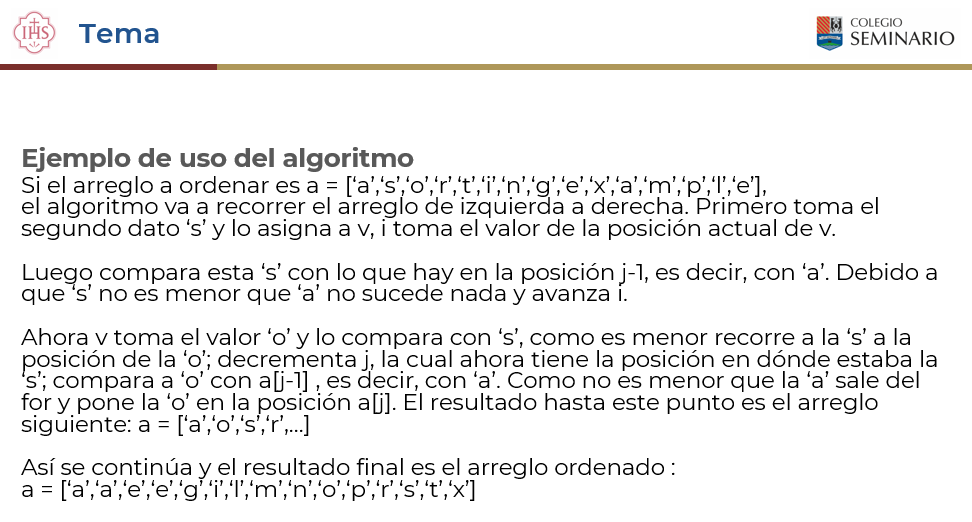 IHS
Tema
COLEGIO
SEMINARIO
Ejemplo de uso del algoritmo
Si el arreglo a ordenar es a = [‘a’,‘s’,‘o’,‘r’,‘t’,‘i’,‘n’,‘g’,‘e’,‘x’,‘a’,‘m’,‘p’,‘l’,‘e’],
el algoritmo va a recorrer el arreglo de izquierda a derecha. Primero toma el
segundo dato ‘s’ y lo asigna a v, i toma el valor de la posición actual de v.
Luego compara esta ‘s’ con lo que hay en la posición j-1, es decir, con ‘a’. Debido a
que ‘s’ no es menor que ‘a’ no sucede nada y avanza i.
Ahora v toma el valor ‘o’ y lo compara con ‘s’, como es menor recorre a la ‘s’ a la
posición de la ‘o’; decrementa j, la cual ahora tiene la posición en dónde estaba la
‘s’; compara a ‘o’ con a[j-1] , es decir, con ‘a’. Como no es menor que la ‘a’ sale del
for y pone la ‘o’ en la posición a[j]. El resultado hasta este punto es el arreglo
siguiente: a = [‘a’,‘o’,‘s’,‘r’,...]
Así se continúa y el resultado final es el arreglo ordenado :
a = [‘a’,‘a’,‘e’,‘e’,‘g’,‘i’,‘l’,‘m’,‘n’,‘o’,‘p’,‘r’,‘s’,‘t’,‘x’]